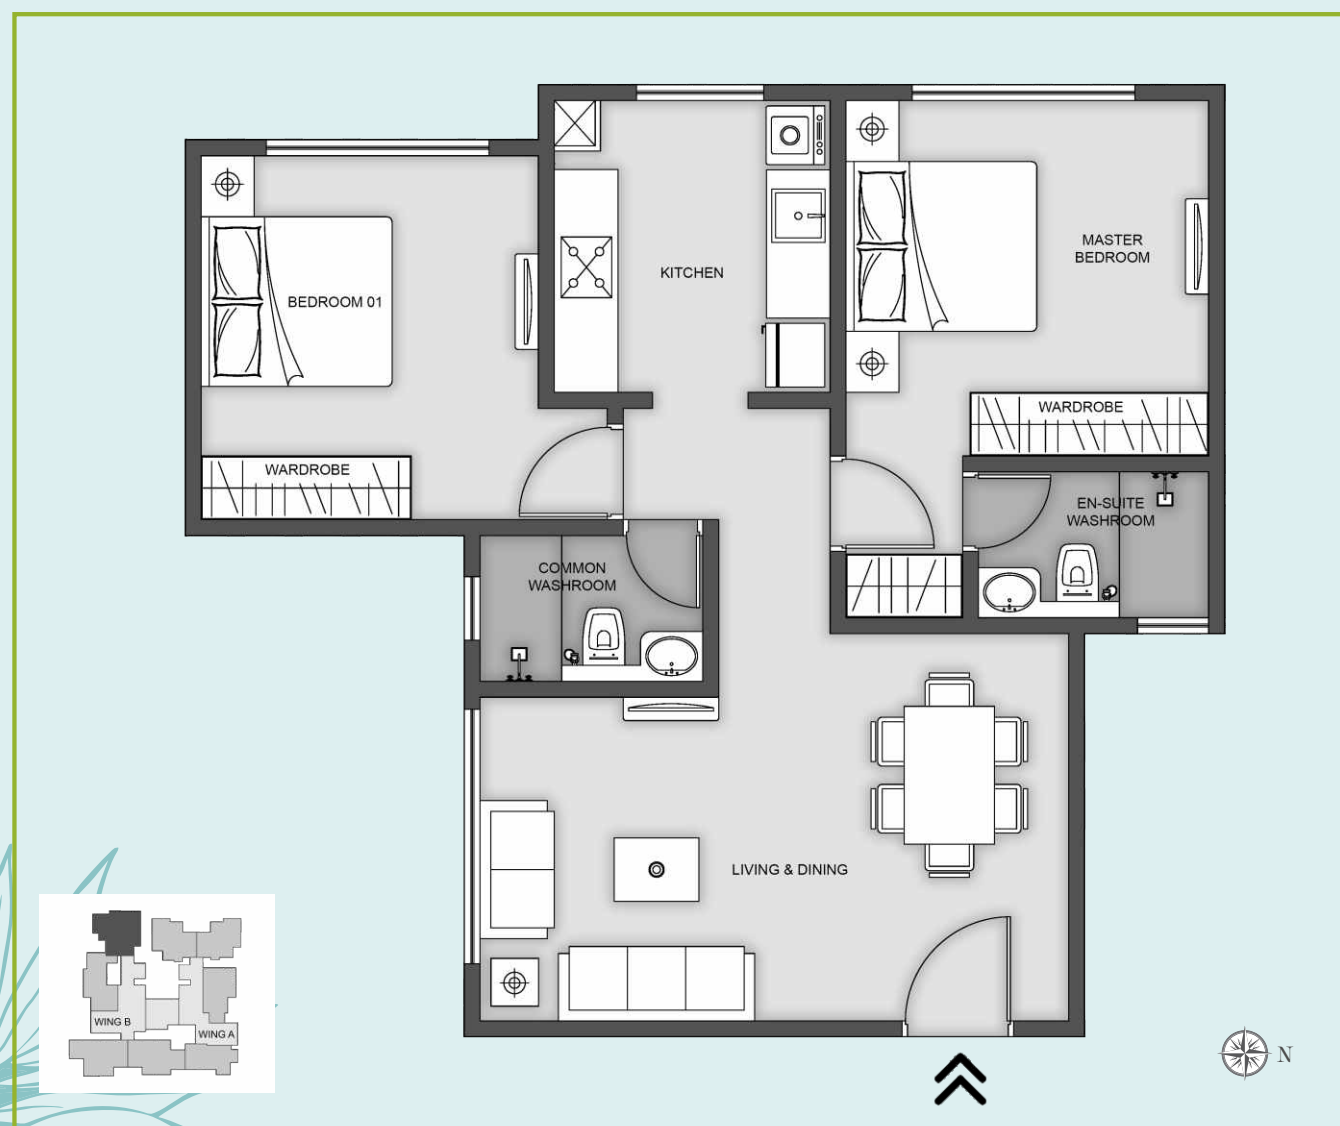 KITCHEN
MASTER
BEDROOM
BEDROOM 01
WARDROBE
WARDROBE
EN-SUITE
WASHROOM
COMMON
WASHROOM
LIVING & DINING
WING B
WING A
N